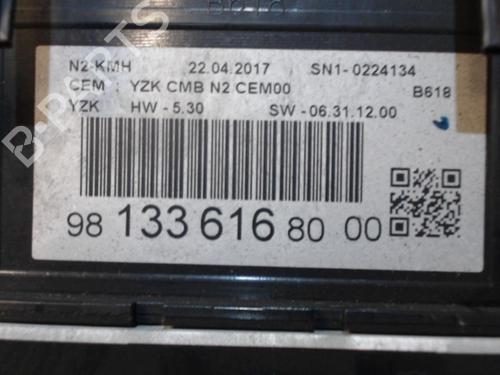 N2-KMH 22.04.2017 SN1-0224134
CEM : YZK CMB N2 CEM00 B618
YZK HW - 5.30 SW - 06.31.12.00
98 133 616 80 00
B-PARTS